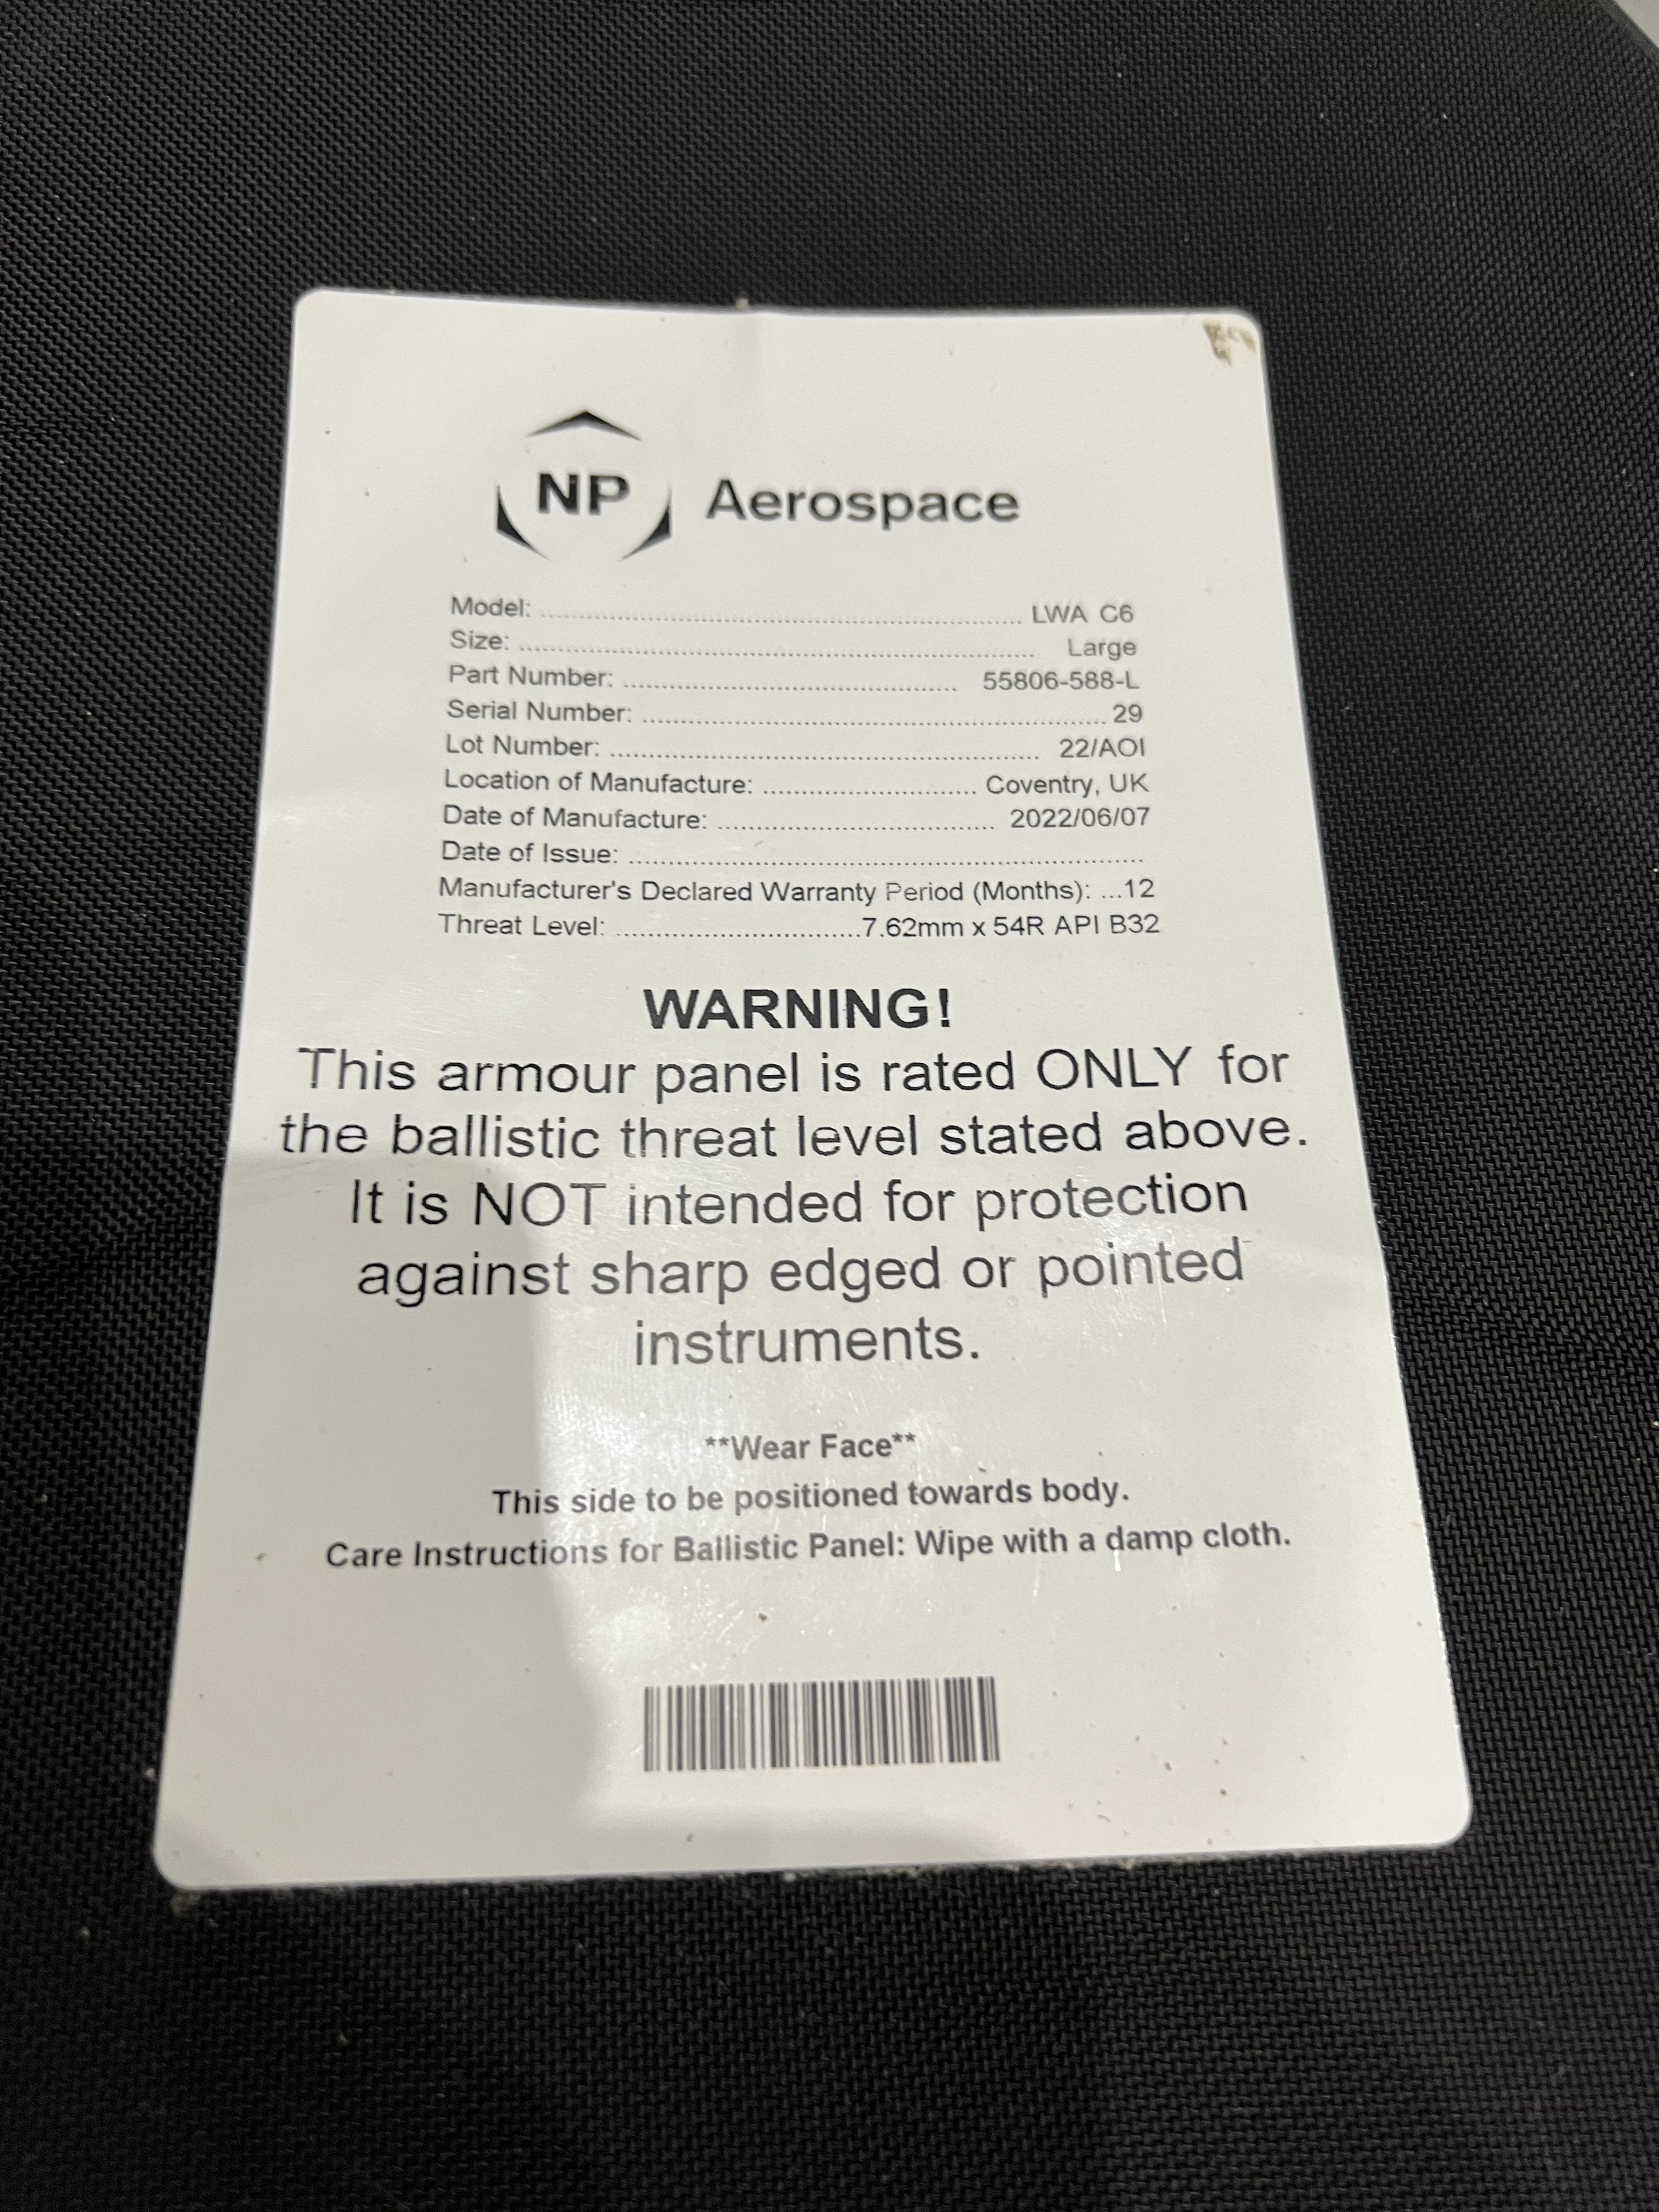 NP Aerospace
Model: ............................................................ LWA C6
Size: ................................................................ Large
Part Number: .......................................... 55806-588-L
Serial Number: .......................................................... 29
Lot Number: ..................................................... 22/AOI
Location of Manufacture: ........................... Coventry, UK
Date of Manufacture: ................................... 2022/06/07
Date of Issue: .................................................................
Manufacturer's Declared Warranty Period (Months): ...12
Threat Level: ...............................7.62mm x 54R API B32
WARNING!
This armour panel is rated ONLY for
the ballistic threat level stated above.
It is NOT intended for protection
against sharp edged or pointed
instruments.
**Wear Face**
This side to be positioned towards body.
Care Instructions for Ballistic Panel: Wipe with a damp cloth.